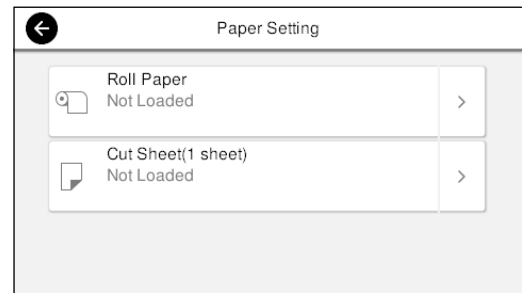 Paper Setting
Roll Paper
Not Loaded
Cut Sheet(1 sheet)
Not Loaded